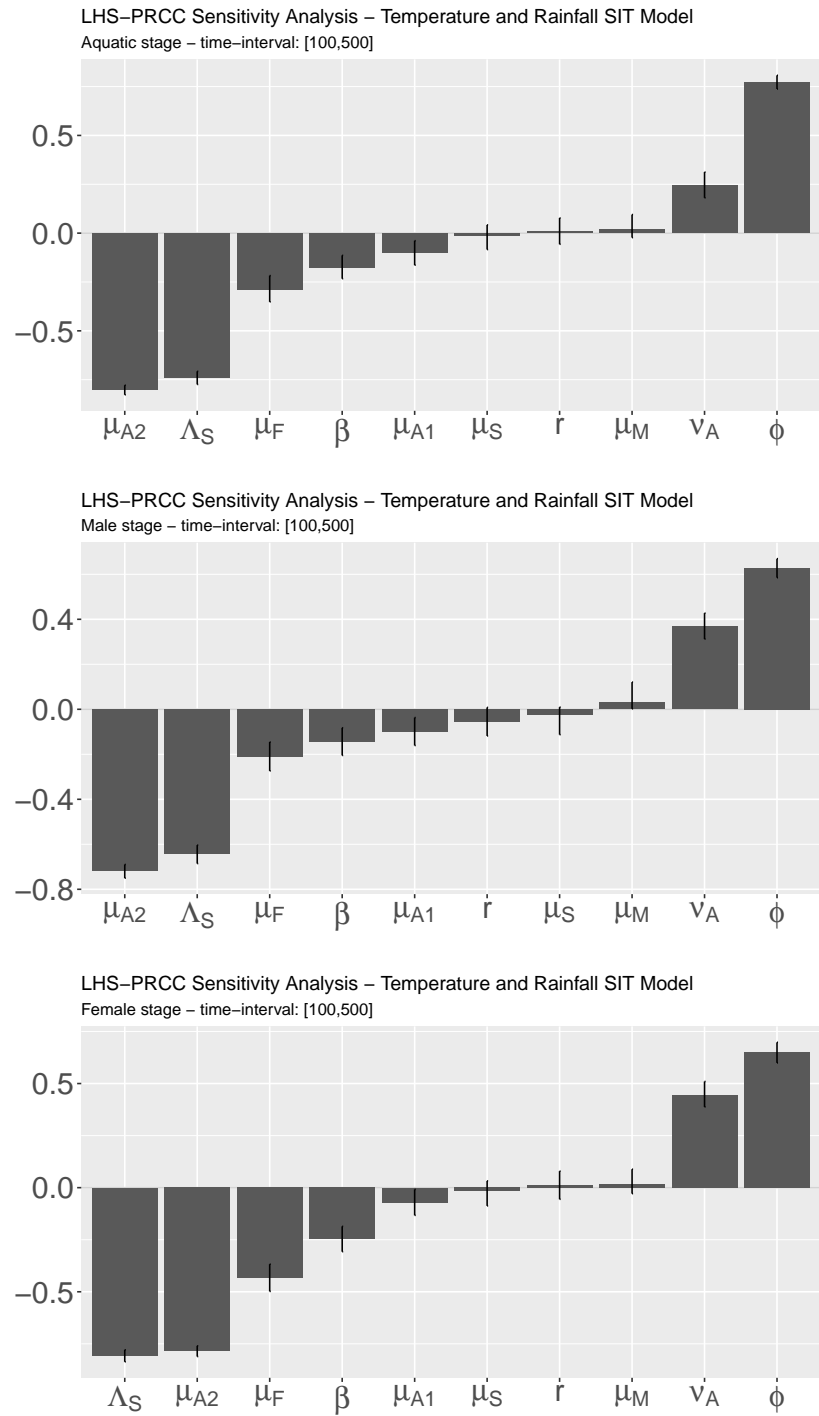 LHS−PRCC Sensitivity Analysis − Temperature and Rainfall SIT Model
Aquatic stage − time−interval: [100,500]
0.5
0.0
−0.5
μA2 ΛS μF β μA1 μS r μM νA ϕ
LHS−PRCC Sensitivity Analysis − Temperature and Rainfall SIT Model
Male stage − time−interval: [100,500]
0.4
0.0
−0.4
−0.8
μA2 ΛS μF β μA1 r μS μM νA ϕ
LHS−PRCC Sensitivity Analysis − Temperature and Rainfall SIT Model
Female stage − time−interval: [100,500]
0.5
0.0
−0.5
ΛS μA2 μF β μA1 μS r μM νA ϕ